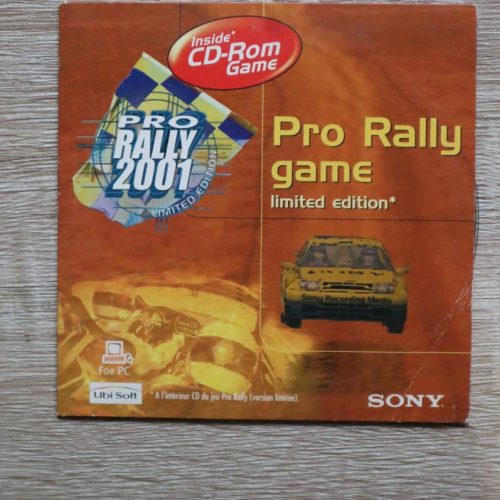 Inside*
CD-Rom
Game
PRO
RALLY
2001
LIMITED EDITION
Pro Rally
game
limited edition*
SONY
Sony Recording Media
For PC
Ubi Soft
* A l'intérieur CD du jeu Pro Rally (version limitée).
SONY